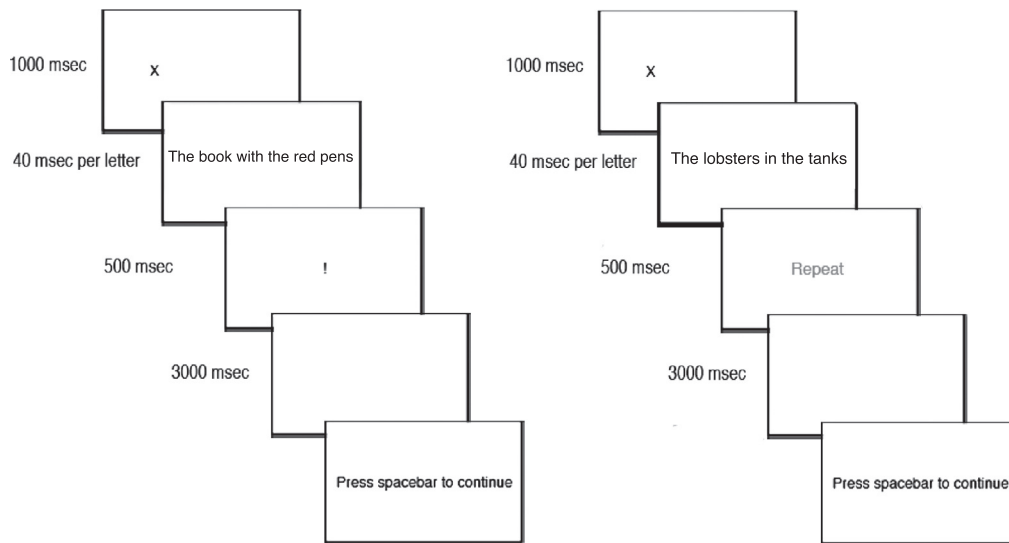 1000 msec
X
40 msec per letter
The book with the red pens
500 msec
!
3000 msec
Press spacebar to continue
1000 msec
X
40 msec per letter
The lobsters in the tanks
500 msec
Repeat
3000 msec
Press spacebar to continue